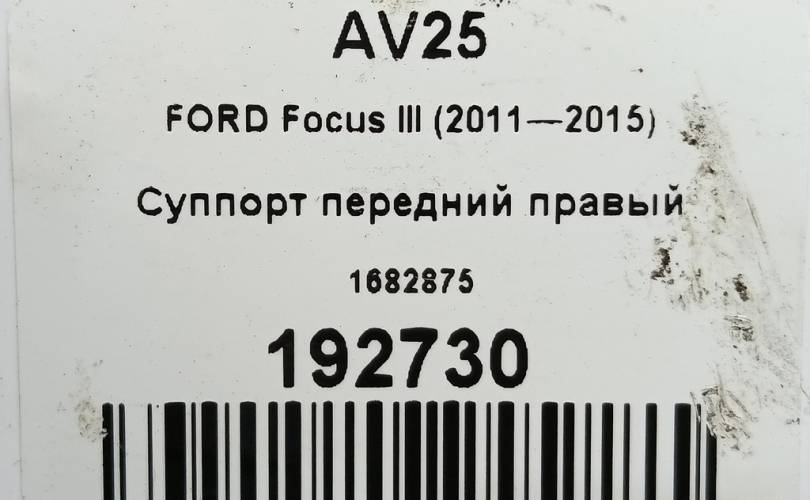 AV25
FORD Focus III (2011—2015)
Суппорт передний правый
1682875
192730